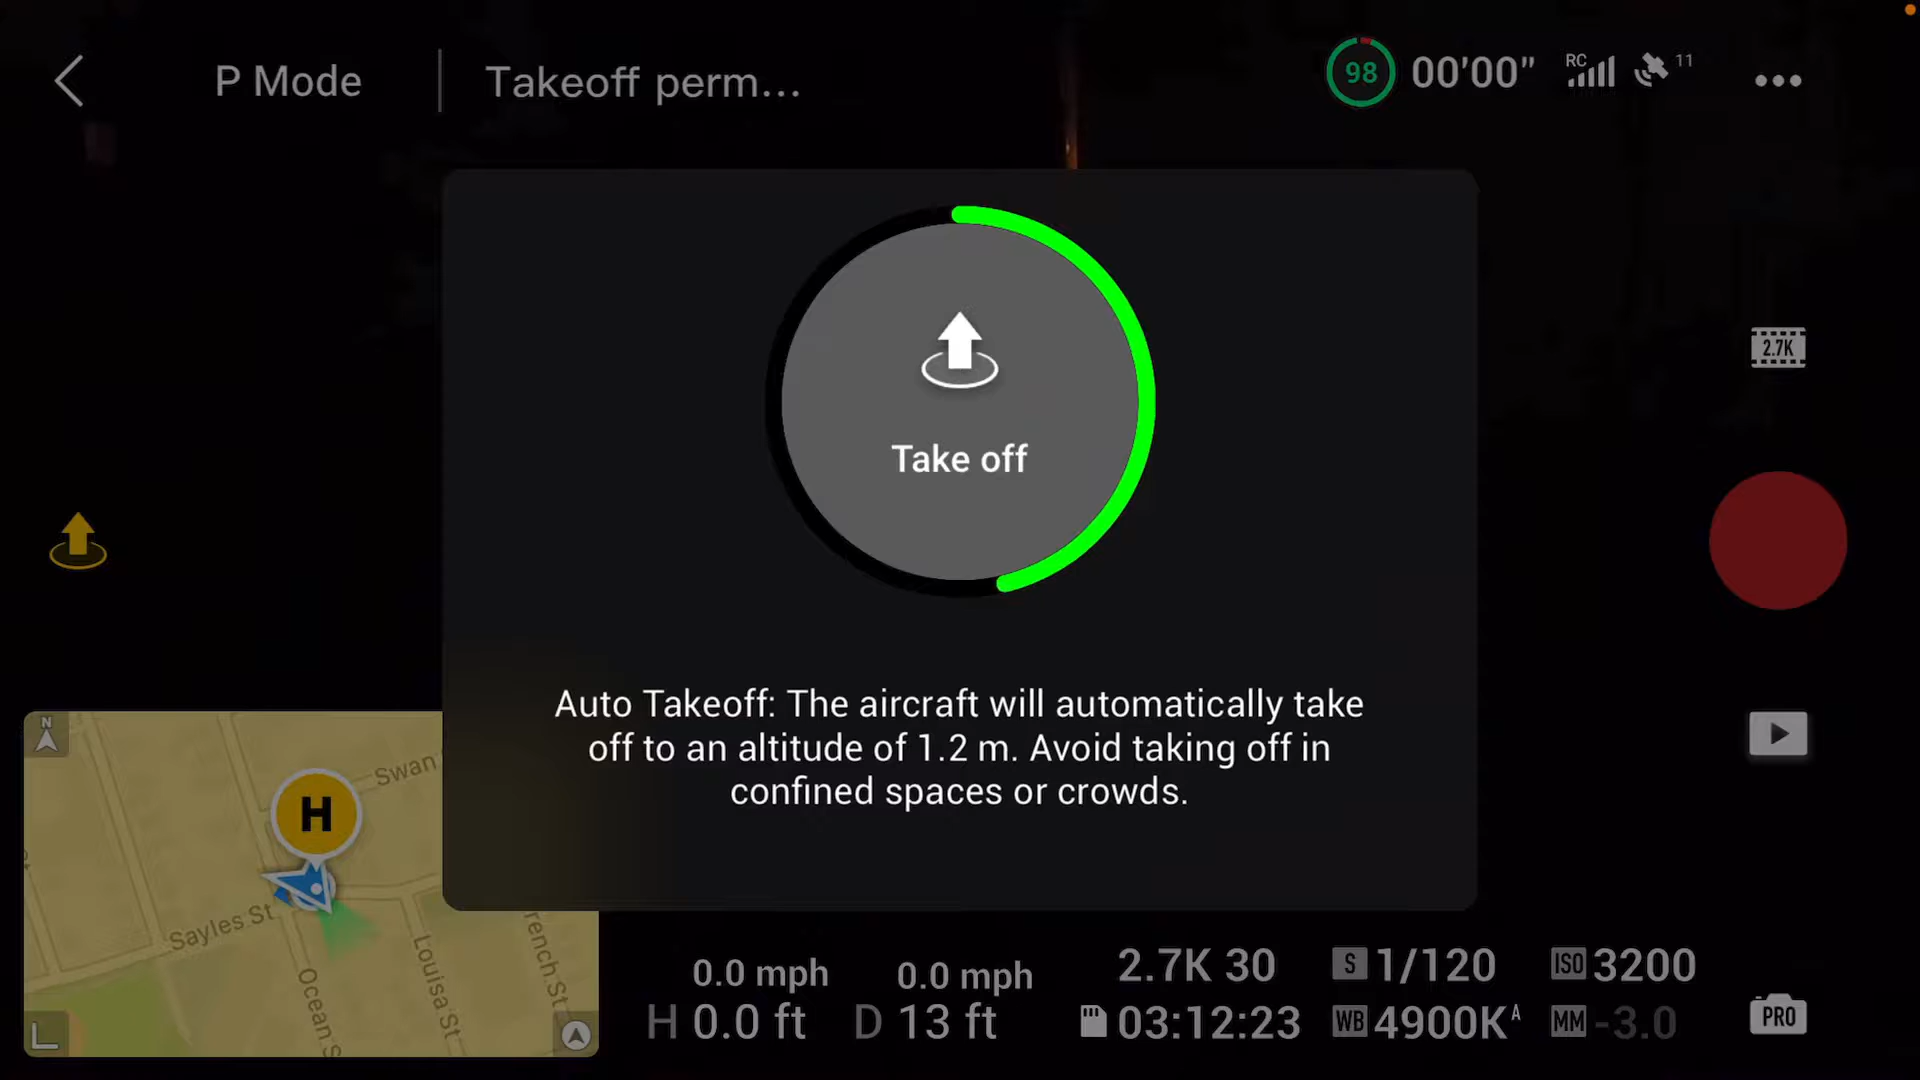 P Mode
Takeoff perm...
98
00'00"
RC
11
Take off
2.7K
Auto Takeoff: The aircraft will automatically take
off to an altitude of 1.2 m. Avoid taking off in
confined spaces or crowds.
N
Swan
H
Sayles St
Ocean S
Louisa St
rench St
0.0 mph
0.0 mph
H 0.0 ft
D 13 ft
2.7K 30
S 1/120
ISO 3200
03:12:23
WB 4900K A
MM -3.0
PRO